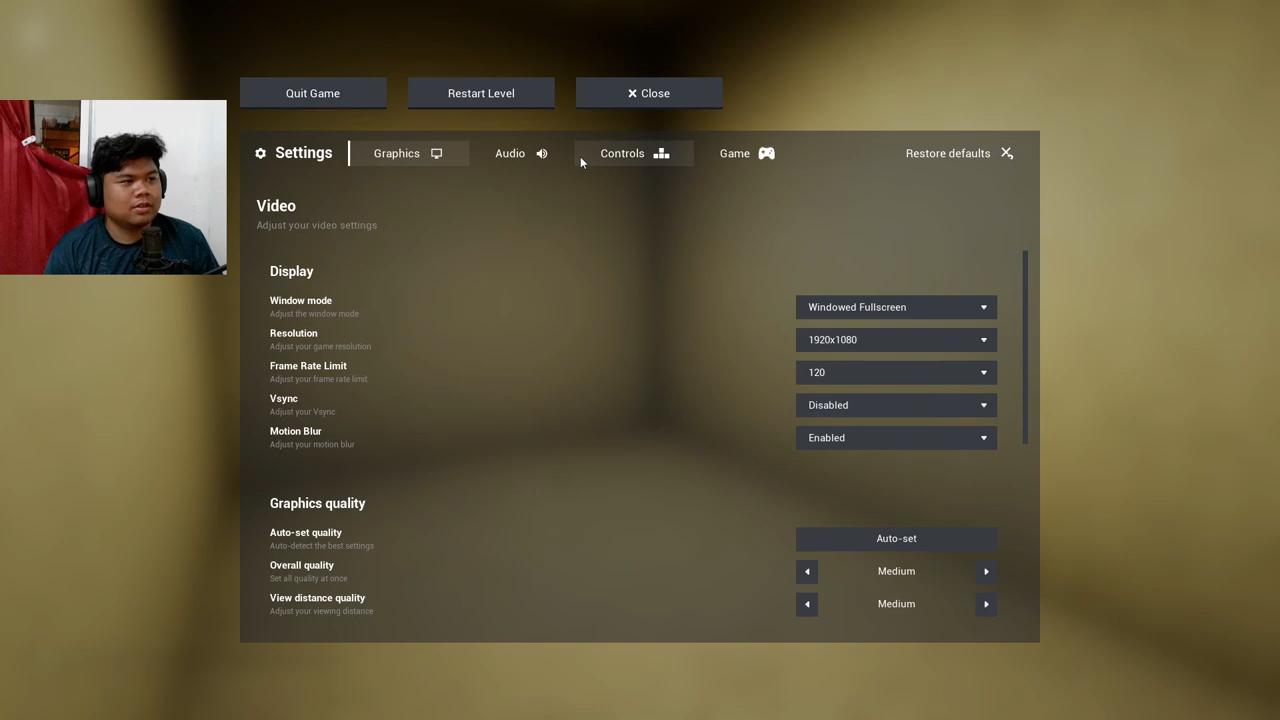 Quit Game
Restart Level
Close
Settings
Graphics
Audio
Controls
Game
Restore defaults
Video
Adjust your video settings
Display
Window mode
Adjust the window mode
Windowed Fullscreen
Resolution
Adjust your game resolution
1920x1080
Frame Rate Limit
Adjust your frame rate limit
120
Vsync
Adjust your Vsync
Disabled
Motion Blur
Adjust your motion blur
Enabled
Graphics quality
Auto-set quality
Auto-detect the best settings
Auto-set
Overall quality
Set all quality at once
Medium
View distance quality
Adjust your viewing distance
Medium